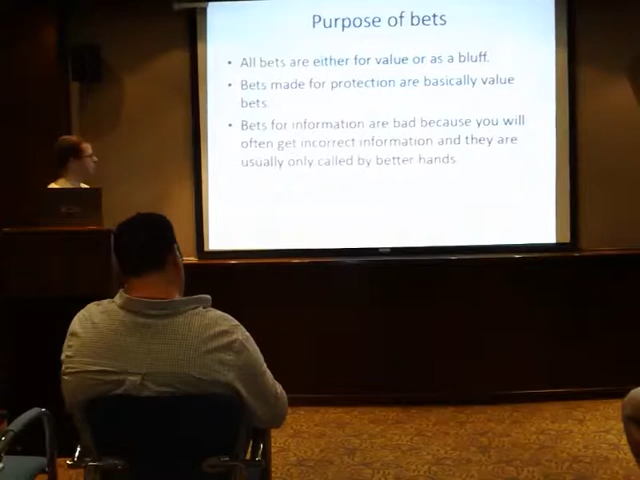 Purpose of bets
• All bets are either for value or as a bluff.
• Bets made for protection are basically value
bets.
• Bets for information are bad because you will
often get incorrect information and they are
usually only called by better hands.